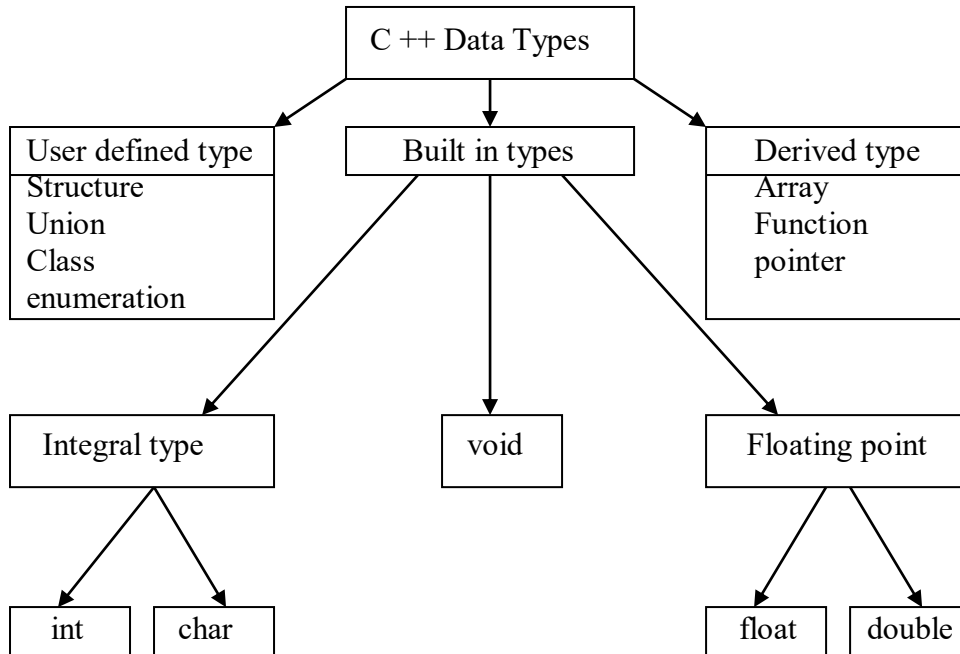 C ++ Data Types
User defined type
Structure
Union
Class
enumeration
Built in types
Derived type
Array
Function
pointer
Integral type
void
Floating point
int
char
float
double